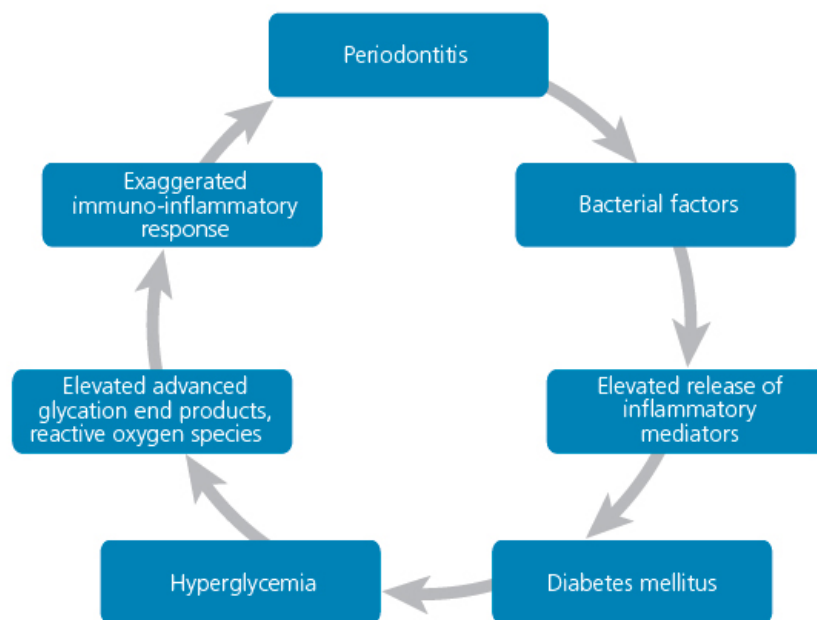 Periodontitis
Bacterial factors
Elevated release of
inflammatory
mediators
Diabetes mellitus
Hyperglycemia
Elevated advanced
glycation end products,
reactive oxygen species
Exaggerated
immuno-inflammatory
response